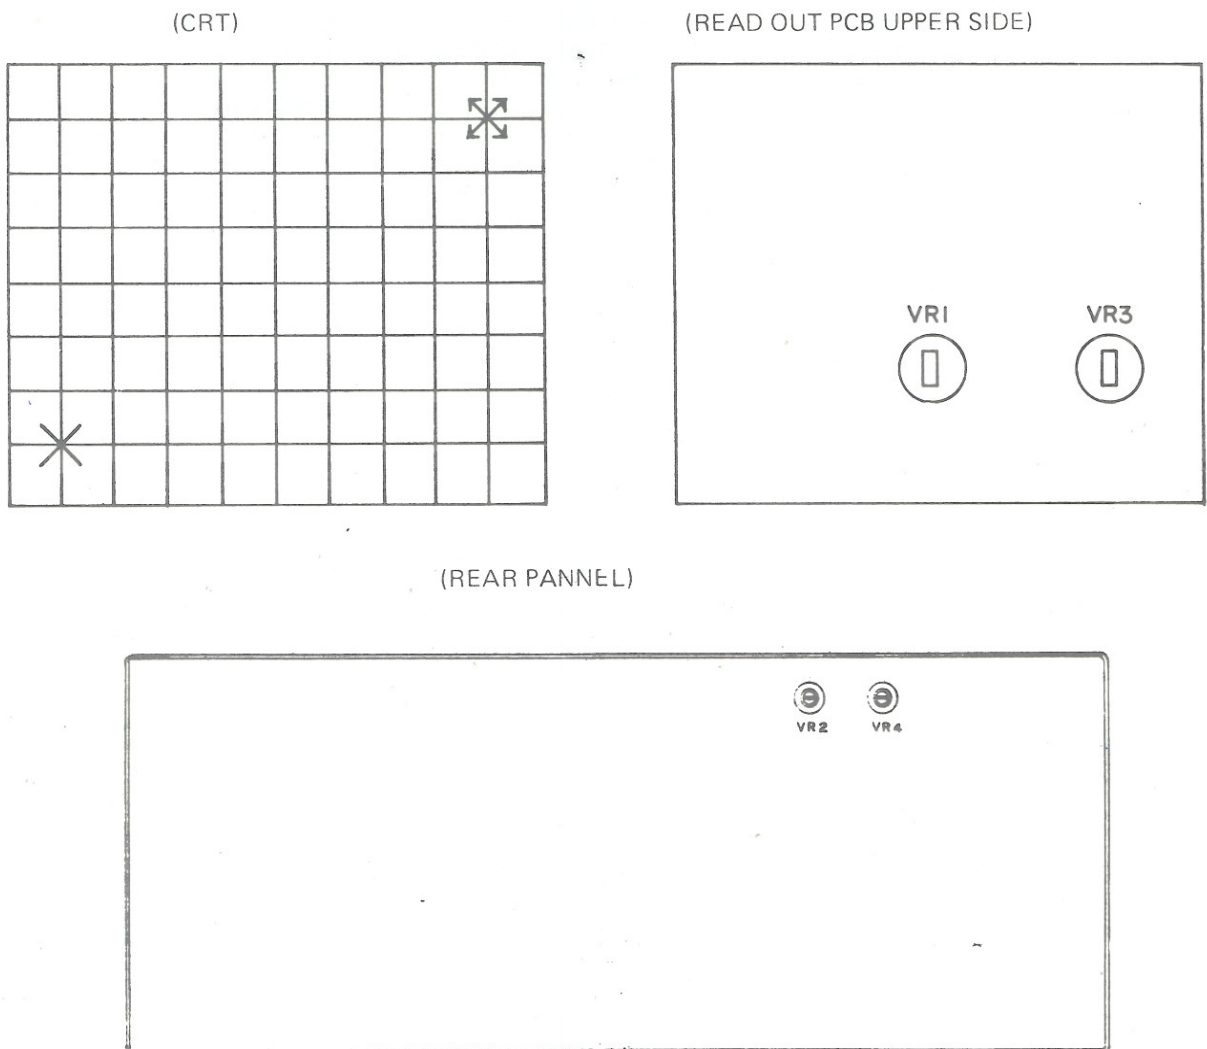 (CRT)
(READ OUT PCB UPPER SIDE)
VR1
VR3
(REAR PANNEL)
VR2
VR4